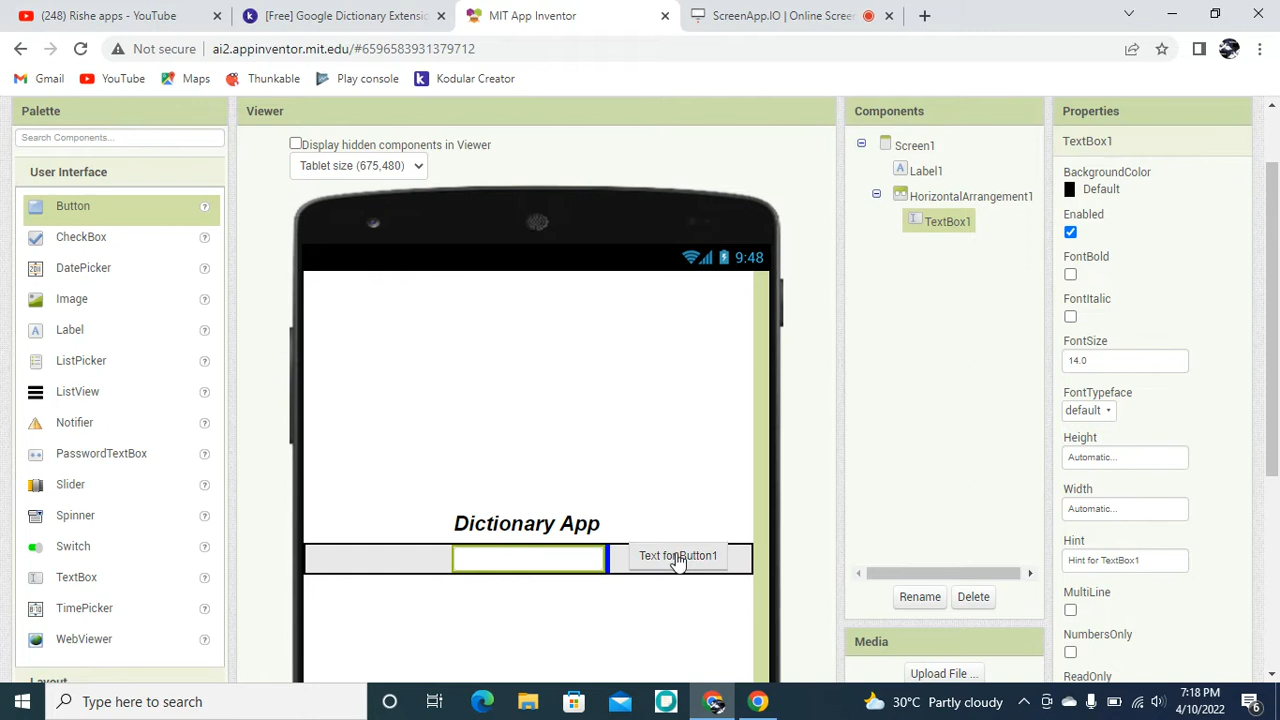 (248) Rishe apps - YouTube
[Free] Google Dictionary Extensi
MIT App Inventor
ScreenApp.IO | Online Scree
Not secure
ai2.appinventor.mit.edu/#6596583931379712
Gmail
YouTube
Maps
Thunkable
Play console
Kodular Creator
Palette
Viewer
Components
Properties
Search Components...
User Interface
Button
CheckBox
DatePicker
Image
Label
ListPicker
ListView
Notifier
PasswordTextBox
Slider
Spinner
Switch
TextBox
TimePicker
WebViewer
Display hidden components in Viewer
Tablet size (675,480)
9:48
Dictionary App
Text for Button1
Screen1
Label1
HorizontalArrangement1
TextBox1
Rename
Delete
Media
Upload File ...
TextBox1
BackgroundColor
Default
Enabled
FontBold
FontItalic
FontSize
14.0
FontTypeface
default
Height
Automatic...
Width
Automatic...
Hint
Hint for TextBox1
MultiLine
NumbersOnly
ReadOnly
Type here to search
30°C Partly cloudy
7:18 PM
4/10/2022
6